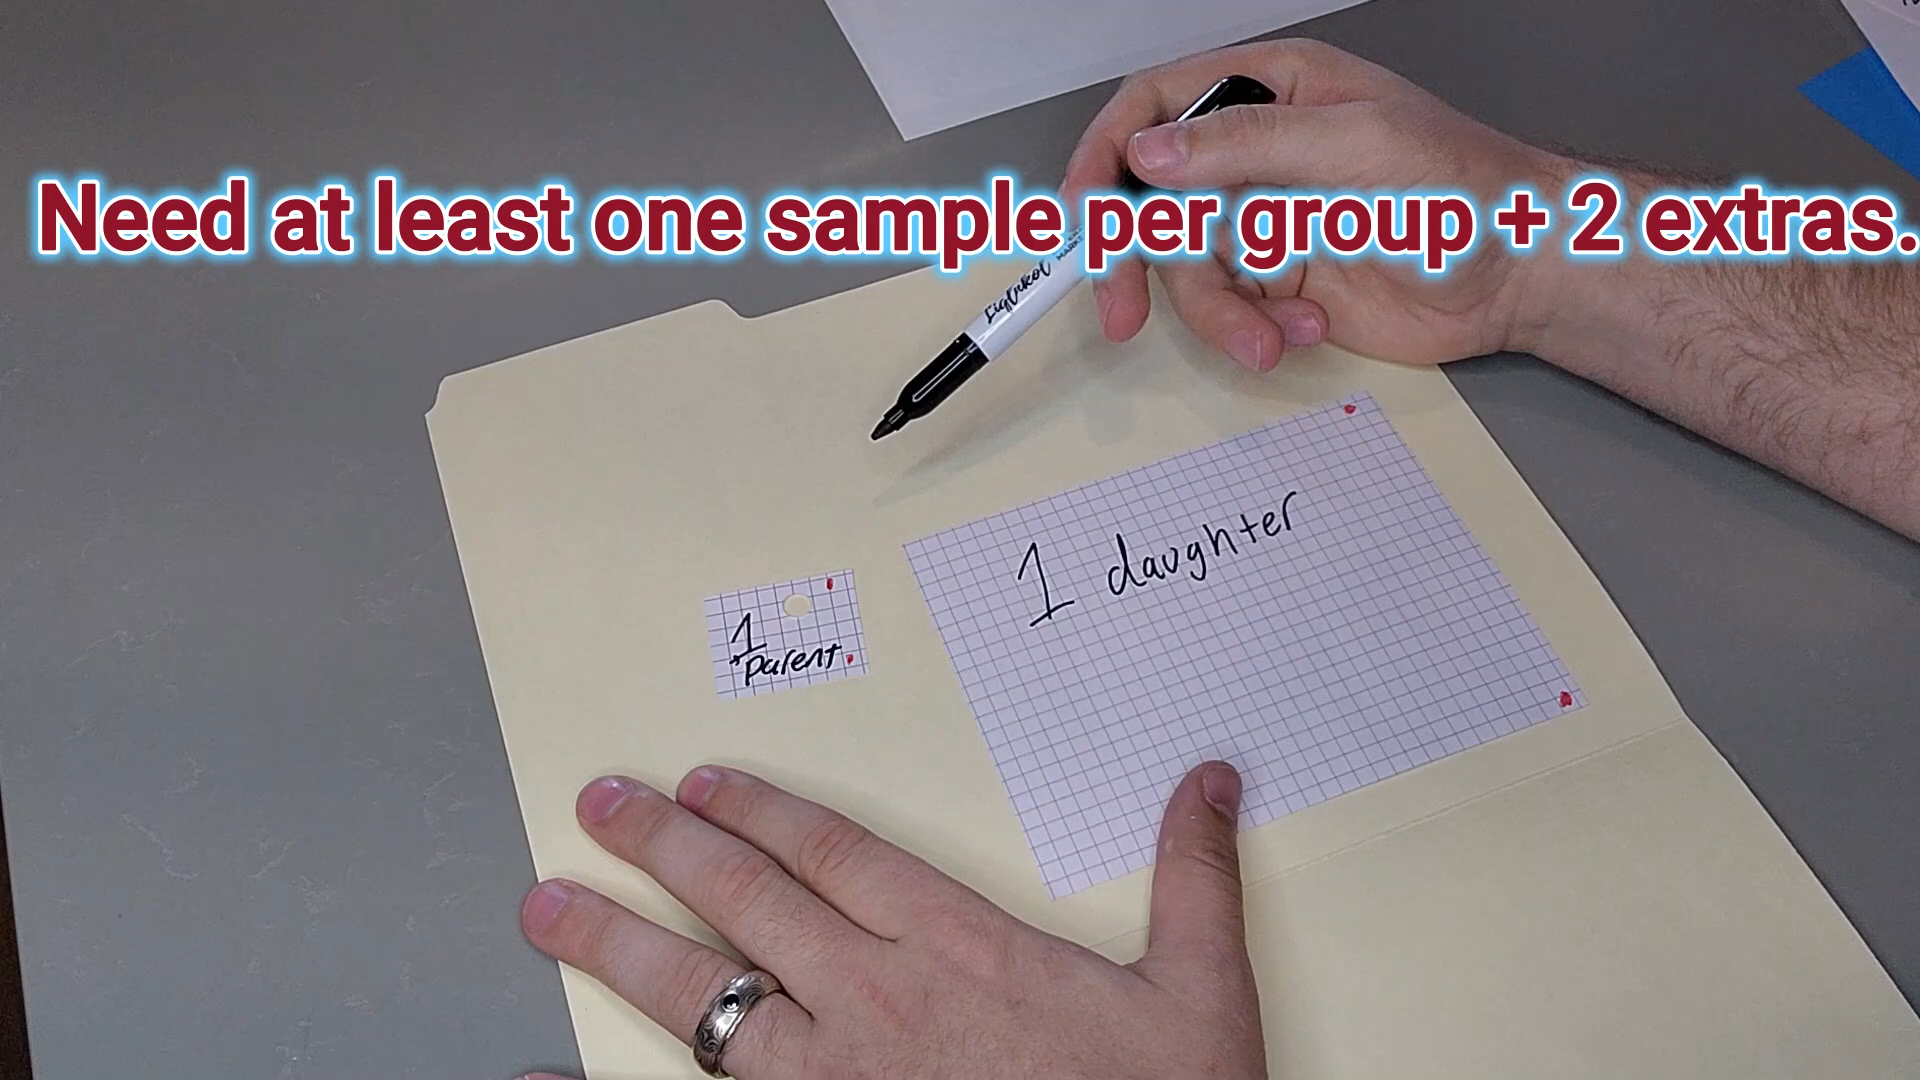 Need at least one sample per group + 2 extras.
1 daughter
1
parent